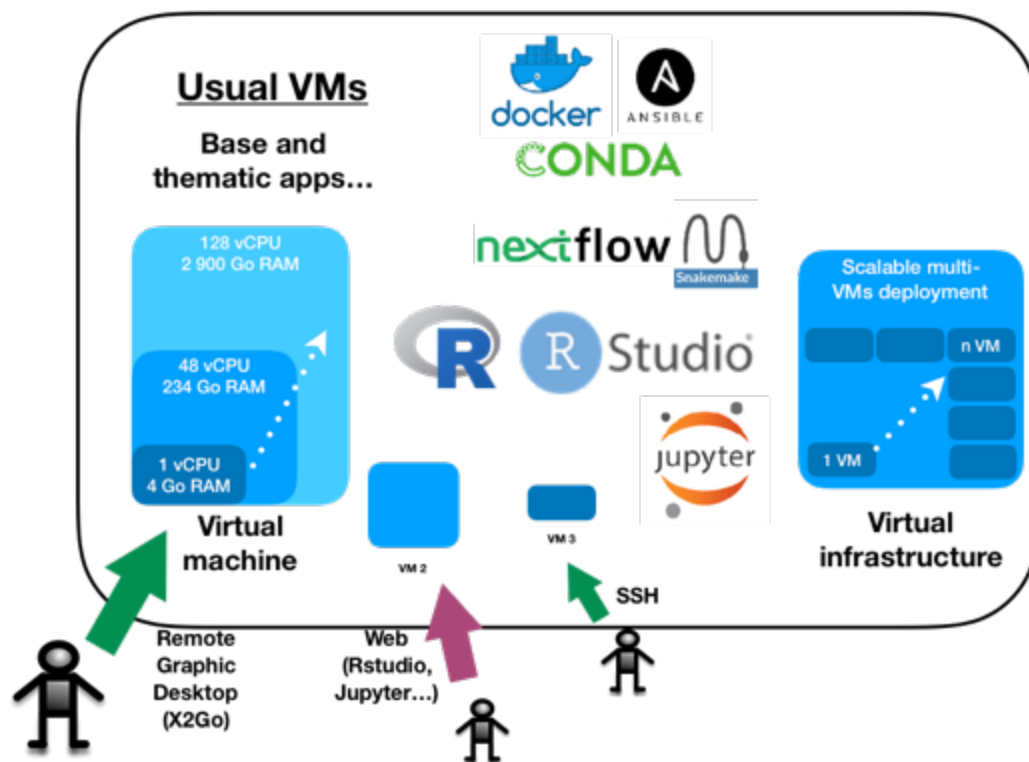 Usual VMs
Base and
thematic apps...
docker
ANSIBLE
CONDA
nextflow
Snakemake
R
R Studio
jupyter
128 vCPU
2 900 Go RAM
48 vCPU
234 Go RAM
1 vCPU
4 Go RAM
Virtual
machine
VM 2
VM 3
Scalable multi-
VMs deployment
n VM
1 VM
Virtual
infrastructure
Remote
Graphic
Desktop
(X2Go)
Web
(Rstudio,
Jupyter...)
SSH